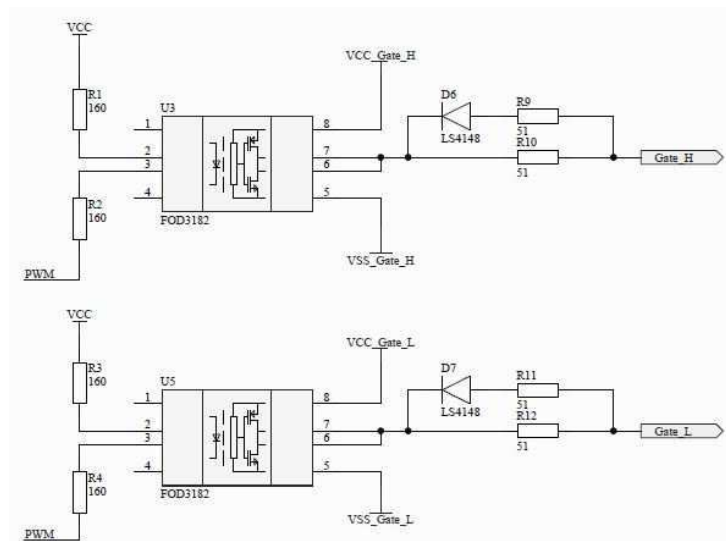 VCC
R1
160
R2
160
PWM
U3
1
2
3
4
8
7
6
5
FOD3182
VCC_Gate_H
VSS_Gate_H
D6
LS4148
R9
51
R10
51
Gate_H
VCC
R3
160
R4
160
PWM
U5
1
2
3
4
8
7
6
5
FOD3182
VCC_Gate_L
VSS_Gate_L
D7
LS4148
R11
51
R12
51
Gate_L